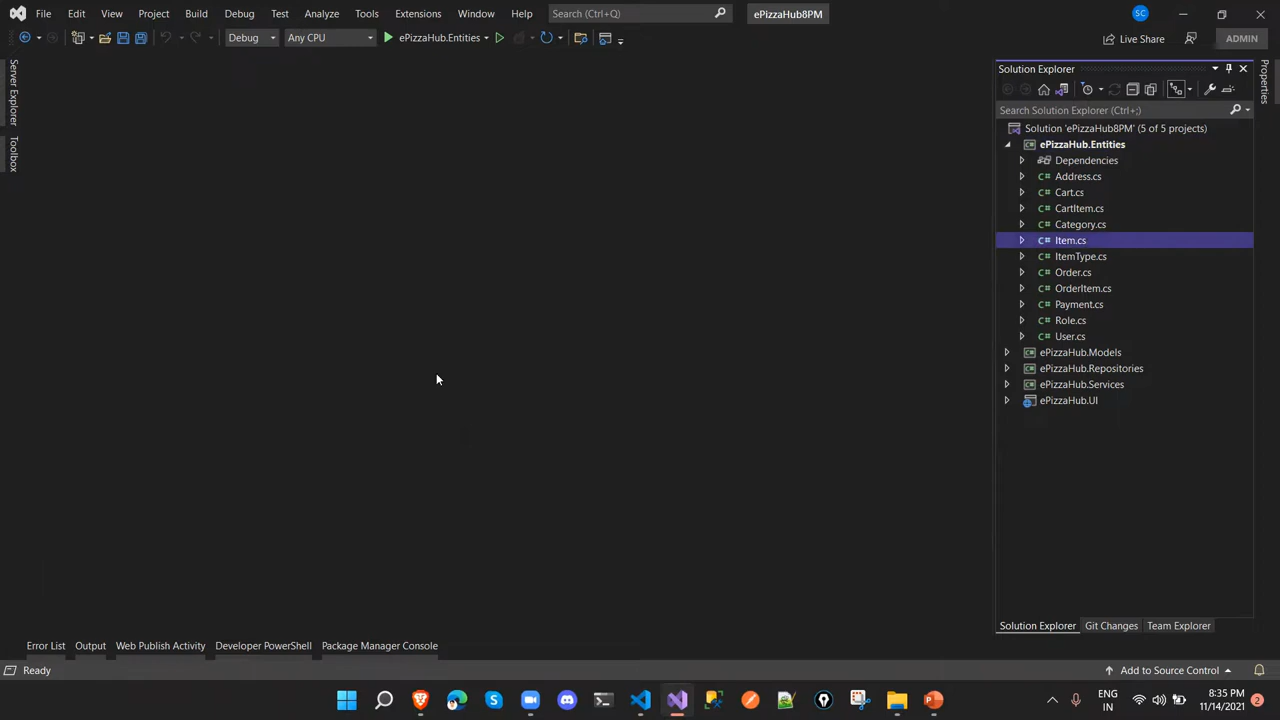 File Edit View Project Build Debug Test Analyze Tools Extensions Window Help Search (Ctrl+Q) ePizzaHub8PM SC
Debug Any CPU ePizzaHub.Entities Live Share ADMIN
Server Explorer
Toolbox
Solution Explorer
Search Solution Explorer (Ctrl+;)
Solution 'ePizzaHub8PM' (5 of 5 projects)
ePizzaHub.Entities
Dependencies
C# Address.cs
C# Cart.cs
C# CartItem.cs
C# Category.cs
C# Item.cs
C# ItemType.cs
C# Order.cs
C# OrderItem.cs
C# Payment.cs
C# Role.cs
C# User.cs
ePizzaHub.Models
ePizzaHub.Repositories
ePizzaHub.Services
ePizzaHub.UI
Properties
Solution Explorer Git Changes Team Explorer
Error List Output Web Publish Activity Developer PowerShell Package Manager Console
Ready Add to Source Control
ENG
IN
8:35 PM
11/14/2021
2